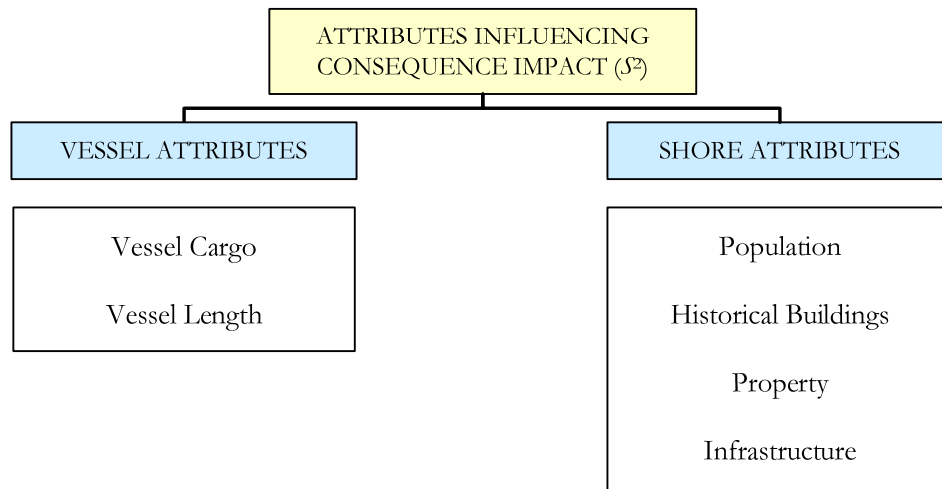 ATTRIBUTES INFLUENCING
CONSEQUENCE IMPACT (S²)
VESSEL ATTRIBUTES
Vessel Cargo
Vessel Length
SHORE ATTRIBUTES
Population
Historical Buildings
Property
Infrastructure